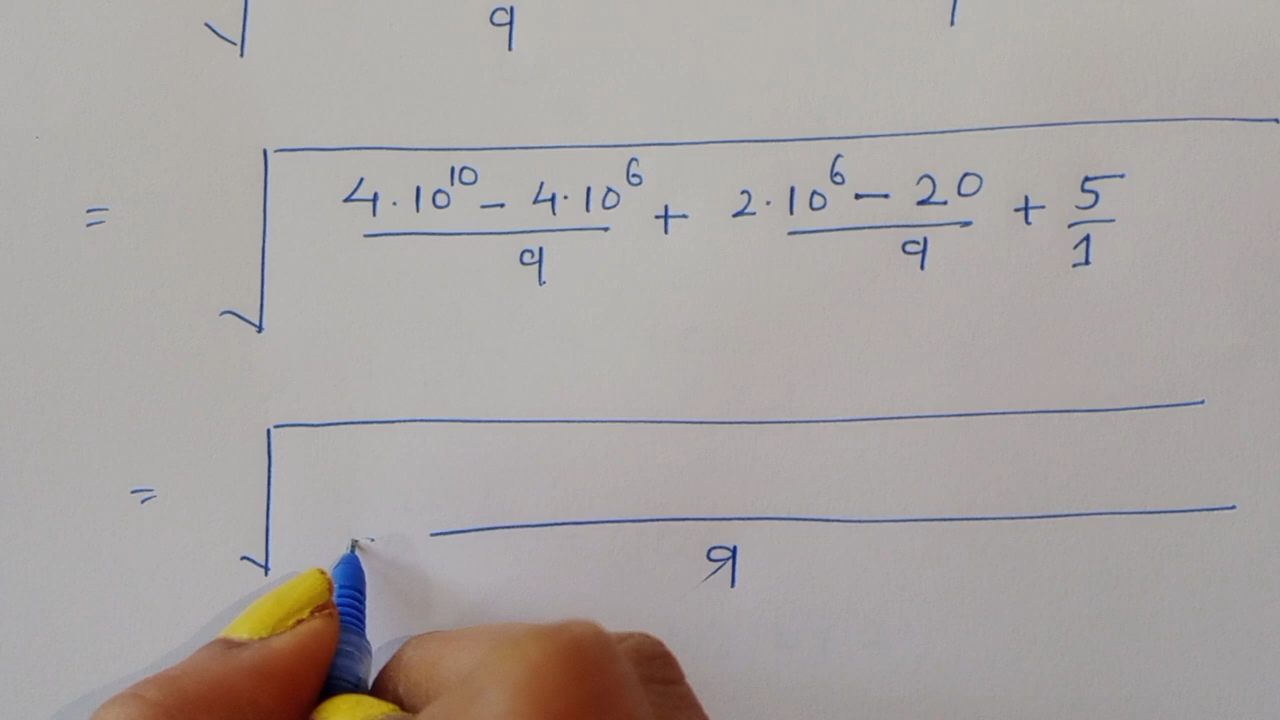 √ 9
= √ 4·10^10 - 4·10^6 / 9 + 2·10^6 - 20 / 9 + 5/1
= √ / 9